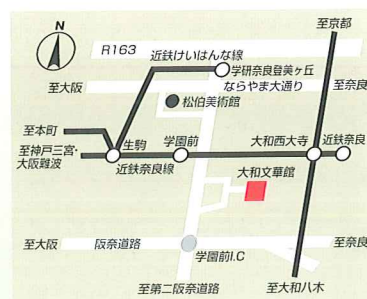 N
至京都
R163
近鉄けいはんな線
学研奈良登美ヶ丘
至大阪
ならやま大通り
至奈良
松伯美術館
至本町
生駒
学園前
大和西大寺
近鉄奈良
至神戸三宮・
大阪難波
近鉄奈良線
大和文華館
至大阪
阪奈道路
至奈良
学園前I.C
至第二阪奈道路
至大和八木